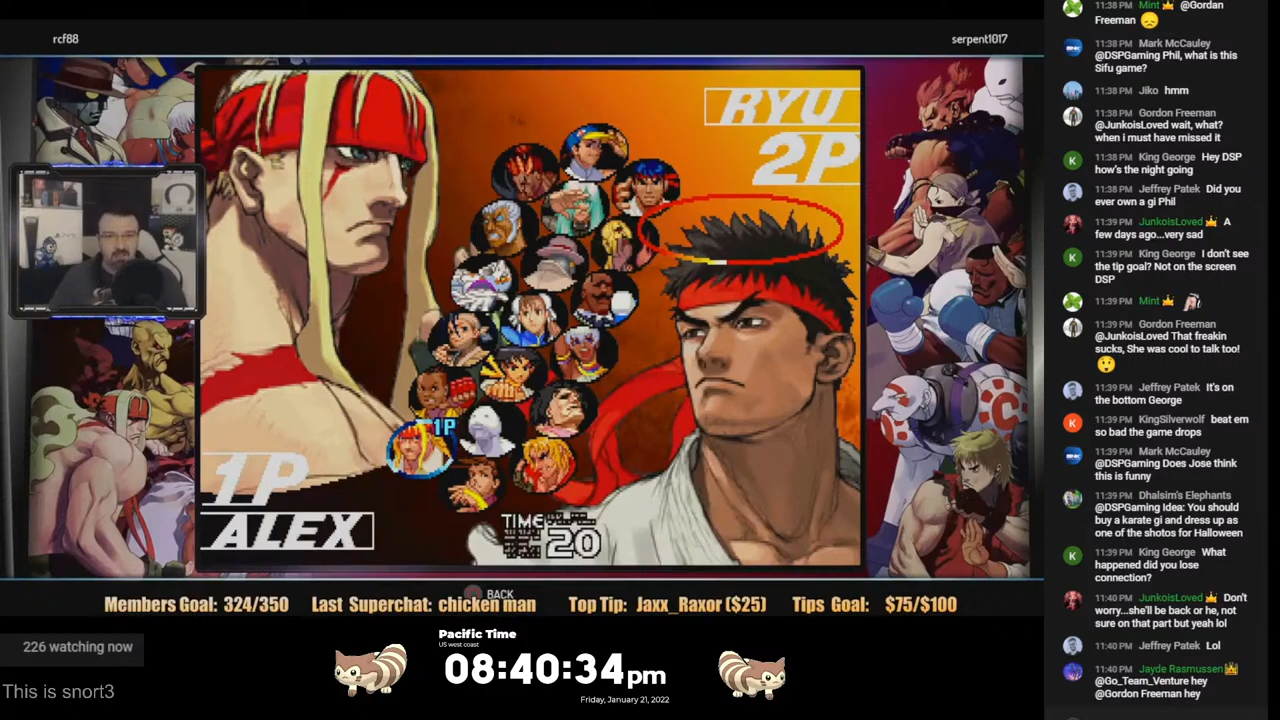 rcf88
serpent1017
RYU
2P
1P
1P
ALEX
TIME
20
BACK
Members Goal: 324/350
Last Superchat: chicken man
Top Tip: Jaxx_Raxor ($25)
Tips Goal: $75/$100
226 watching now
This is snort3
Pacific Time
US west coast
08:40:34pm
Friday, January 21, 2022
11:38 PM Mint @Gordan
Freeman
11:38 PM Mark McCauley
@DSPGaming Phil, what is this
Sifu game?
11:38 PM Jiko hmm
11:38 PM Gordon Freeman
@JunkoisLoved wait, what?
when i must have missed it
K
11:38 PM King George Hey DSP
how's the night going
11:38 PM Jeffrey Patek Did you
ever own a gi Phil
11:39 PM JunkoisLoved A
few days ago...very sad
K
11:39 PM King George I don't see
the tip goal? Not on the screen
DSP
11:39 PM Mint
11:39 PM Gordon Freeman
@JunkoisLoved That freakin
sucks, She was cool to talk too!
11:39 PM Jeffrey Patek It's on
the bottom George
K
11:39 PM KingSilverwolf beat em
so bad the game drops
11:39 PM Mark McCauley
@DSPGaming Does Jose think
this is funny
11:39 PM Dhalsim's Elephants
@DSPGaming Idea: You should
buy a karate gi and dress up as
one of the shotos for Halloween
K
11:39 PM King George What
happened did you lose
connection?
11:40 PM JunkoisLoved Don't
worry...she'll be back or he, not
sure on that part but yeah lol
11:40 PM Jeffrey Patek Lol
11:40 PM Jayde Rasmussen
@Go_Team_Venture hey
@Gordon Freeman hey